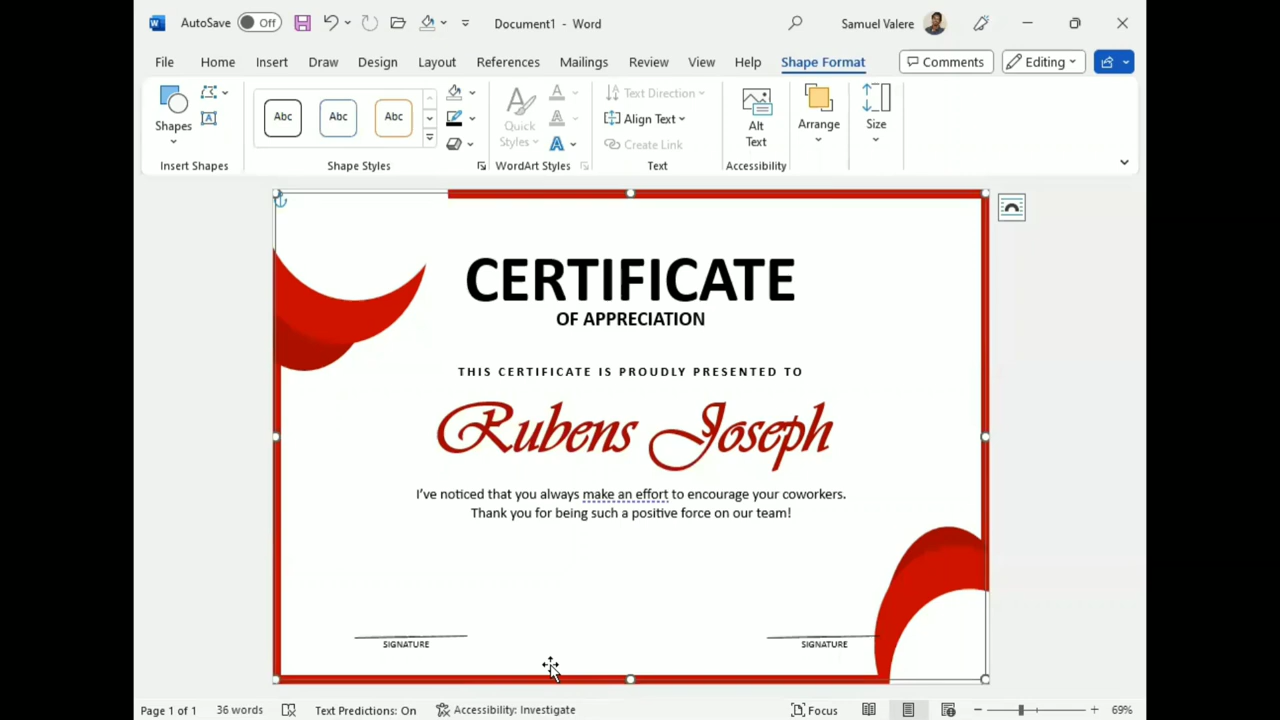 AutoSave Off Document1 - Word Samuel Valere
File Home Insert Draw Design Layout References Mailings Review View Help Shape Format Comments Editing
Shapes
Insert Shapes
Abc Abc Abc
Shape Styles
Quick Styles
WordArt Styles
Text Direction
Align Text
Create Link
Text
Alt Text
Accessibility
Arrange
Size
CERTIFICATE
OF APPRECIATION
THIS CERTIFICATE IS PROUDLY PRESENTED TO
Rubens Joseph
I've noticed that you always make an effort to encourage your coworkers.
Thank you for being such a positive force on our team!
SIGNATURE SIGNATURE
Page 1 of 1 36 words Text Predictions: On Accessibility: Investigate Focus 69%